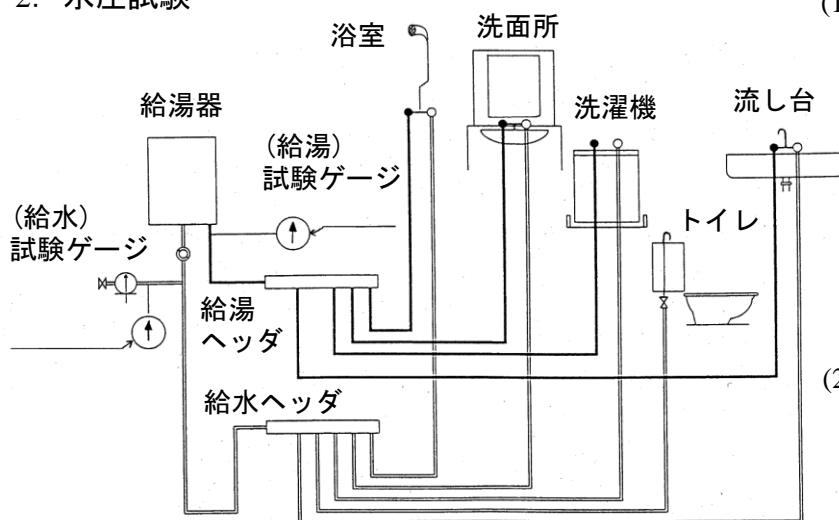 2. 水圧試験
(1
浴室
洗面所
給湯器
洗濯機
流し台
(給湯)
試験ゲージ
(給水)
試験ゲージ
トイレ
給湯
ヘッダ
(2
給水ヘッダ